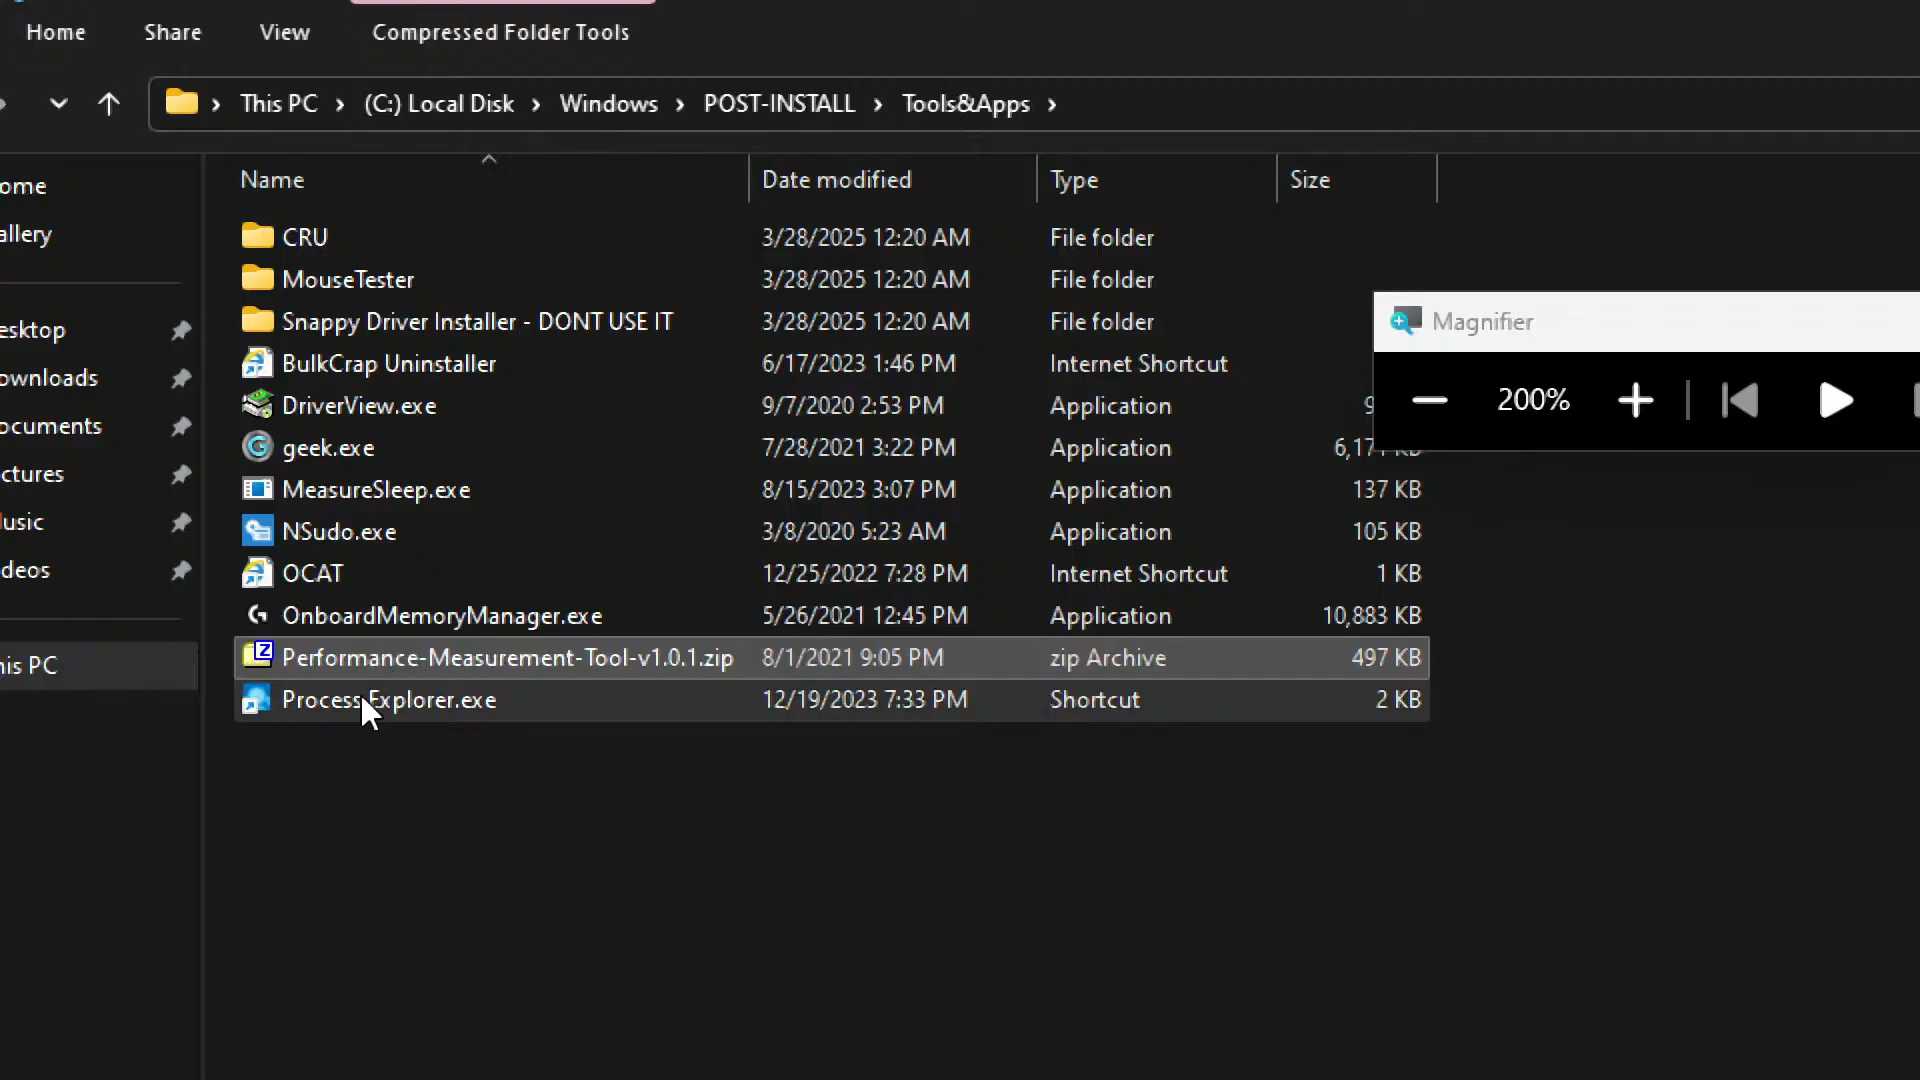 Home Share View Compressed Folder Tools
This PC (C:) Local Disk Windows POST-INSTALL Tools&Apps
Name Date modified Type Size
ome
allery
esktop
ownloads
ocuments
ctures
usic
deos
his PC
CRU 3/28/2025 12:20 AM File folder
MouseTester 3/28/2025 12:20 AM File folder
Snappy Driver Installer - DONT USE IT 3/28/2025 12:20 AM File folder
BulkCrap Uninstaller 6/17/2023 1:46 PM Internet Shortcut
DriverView.exe 9/7/2020 2:53 PM Application 9
geek.exe 7/28/2021 3:22 PM Application
MeasureSleep.exe 8/15/2023 3:07 PM Application 137 KB
NSudo.exe 3/8/2020 5:23 AM Application 105 KB
OCAT 12/25/2022 7:28 PM Internet Shortcut 1 KB
OnboardMemoryManager.exe 5/26/2021 12:45 PM Application 10,883 KB
Performance-Measurement-Tool-v1.0.1.zip 8/1/2021 9:05 PM zip Archive 497 KB
Process Explorer.exe 12/19/2023 7:33 PM Shortcut 2 KB
Magnifier
200%